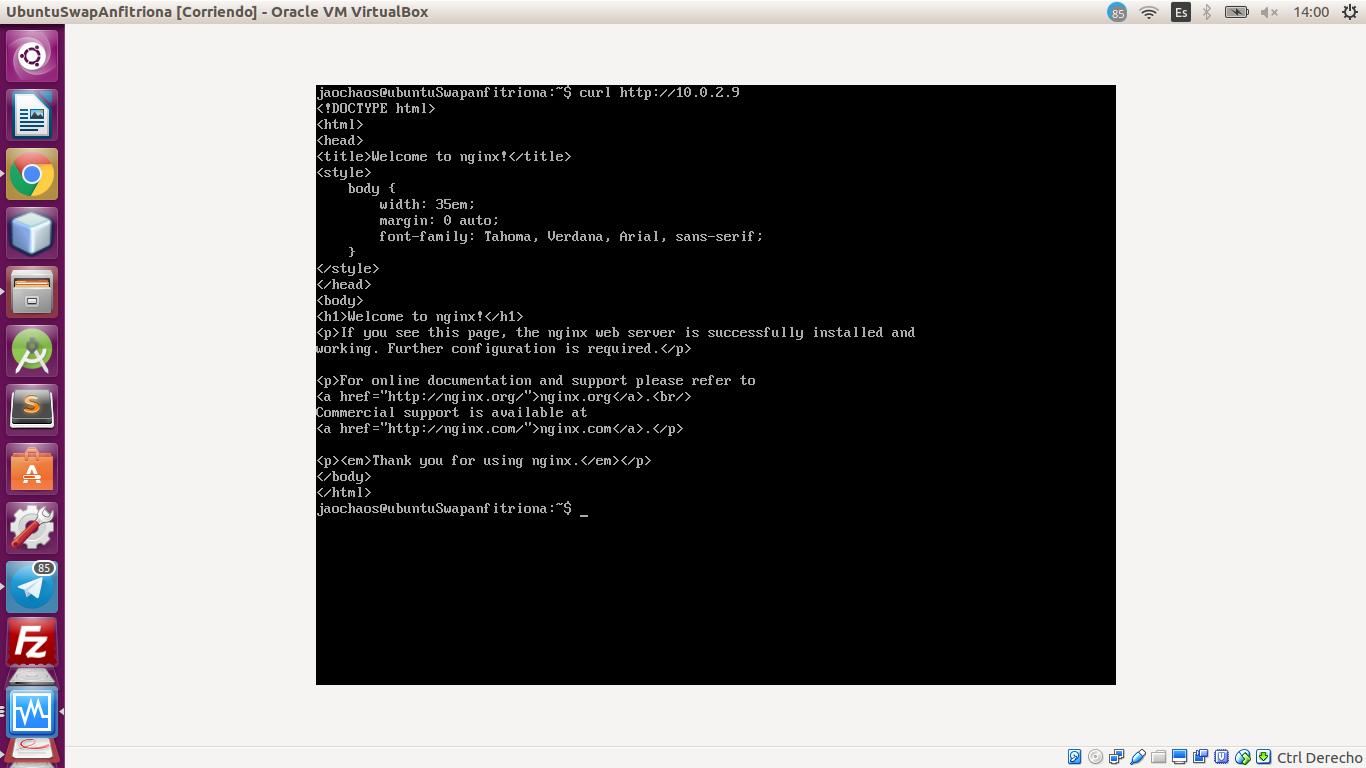 UbuntuSwapAnfitriona [Corriendo] - Oracle VM VirtualBox
85
Es
14:00
jaochaos@ubuntuSwapanfitriona:~$ curl http://10.0.2.9
<!DOCTYPE html>
<html>
<head>
<title>Welcome to nginx!</title>
<style>
    body {
        width: 35em;
        margin: 0 auto;
        font-family: Tahoma, Verdana, Arial, sans-serif;
    }
</style>
</head>
<body>
<h1>Welcome to nginx!</h1>
<p>If you see this page, the nginx web server is successfully installed and
working. Further configuration is required.</p>

<p>For online documentation and support please refer to
<a href="http://nginx.org/">nginx.org</a>.<br/>
Commercial support is available at
<a href="http://nginx.com/">nginx.com</a>.</p>

<p><em>Thank you for using nginx.</em></p>
</body>
</html>
jaochaos@ubuntuSwapanfitriona:~$ _
S
A
85
Fz
Ctrl Derecho